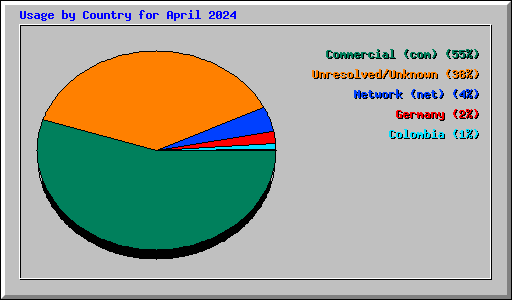 Usage by Country for April 2024
Commercial (com) (55%)
Unresolved/Unknown (38%)
Network (net) (4%)
Germany (2%)
Colombia (1%)